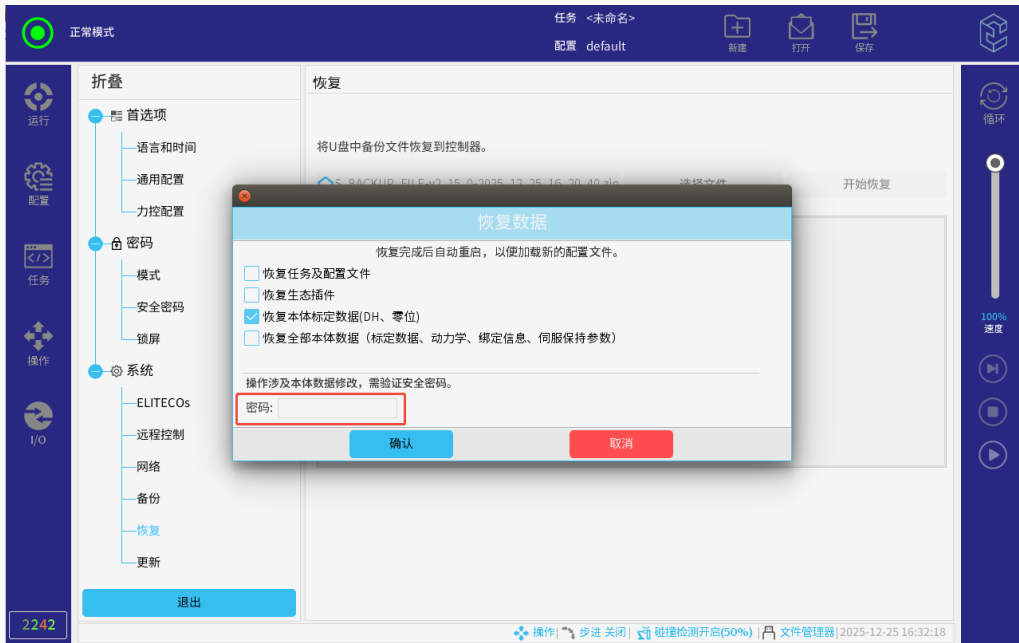 正常模式
任务 <未命名>
配置 default
新建
打开
保存
运行
配置
任务
操作
I/O
2242
折叠
首选项
语言和时间
通用配置
力控配置
密码
模式
安全密码
锁屏
系统
ELITECOs
远程控制
网络
备份
恢复
更新
退出
恢复
将U盘中备份文件恢复到控制器。
选择文件
开始恢复
恢复数据
恢复完成后自动重启，以便加载新的配置文件。
恢复任务及配置文件
恢复生态插件
恢复本体标定数据(DH、零位)
恢复全部本体数据（标定数据、动力学、绑定信息、伺服保持参数）
操作涉及本体数据修改，需验证安全密码。
密码:
确认
取消
循环
100%
速度
操作| 步进 关闭| 碰撞检测开启(50%) | 文件管理器|2025-12-25 16:32:18